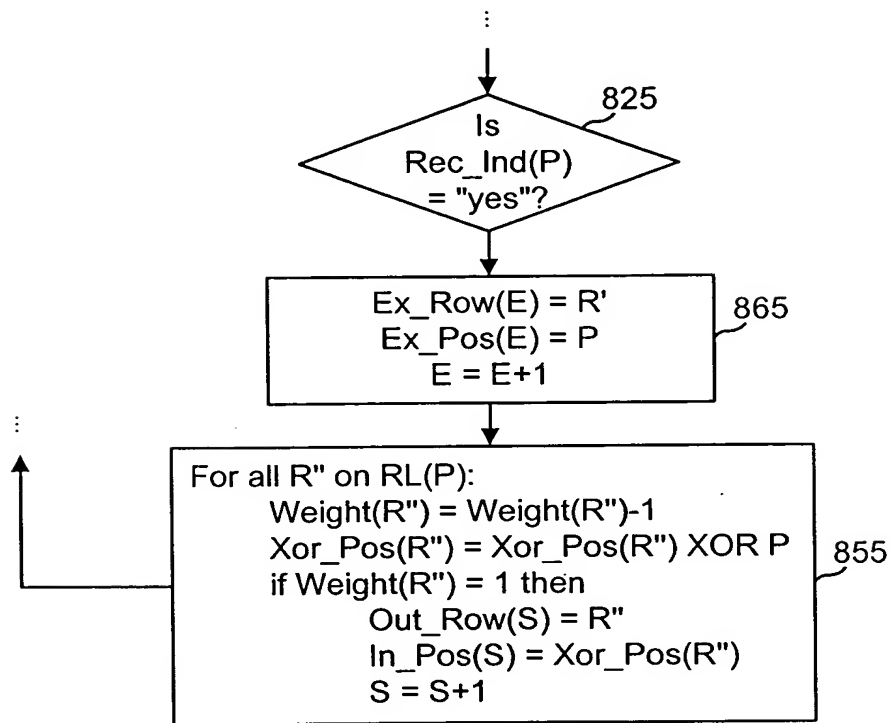 ...
825
Is
Rec_Ind(P)
= "yes"?
865
Ex_Row(E) = R'
Ex_Pos(E) = P
E = E+1
...
For all R" on RL(P):
Weight(R") = Weight(R")-1
Xor_Pos(R") = Xor_Pos(R") XOR P
if Weight(R") = 1 then
Out_Row(S) = R"
In_Pos(S) = Xor_Pos(R")
S = S+1
855